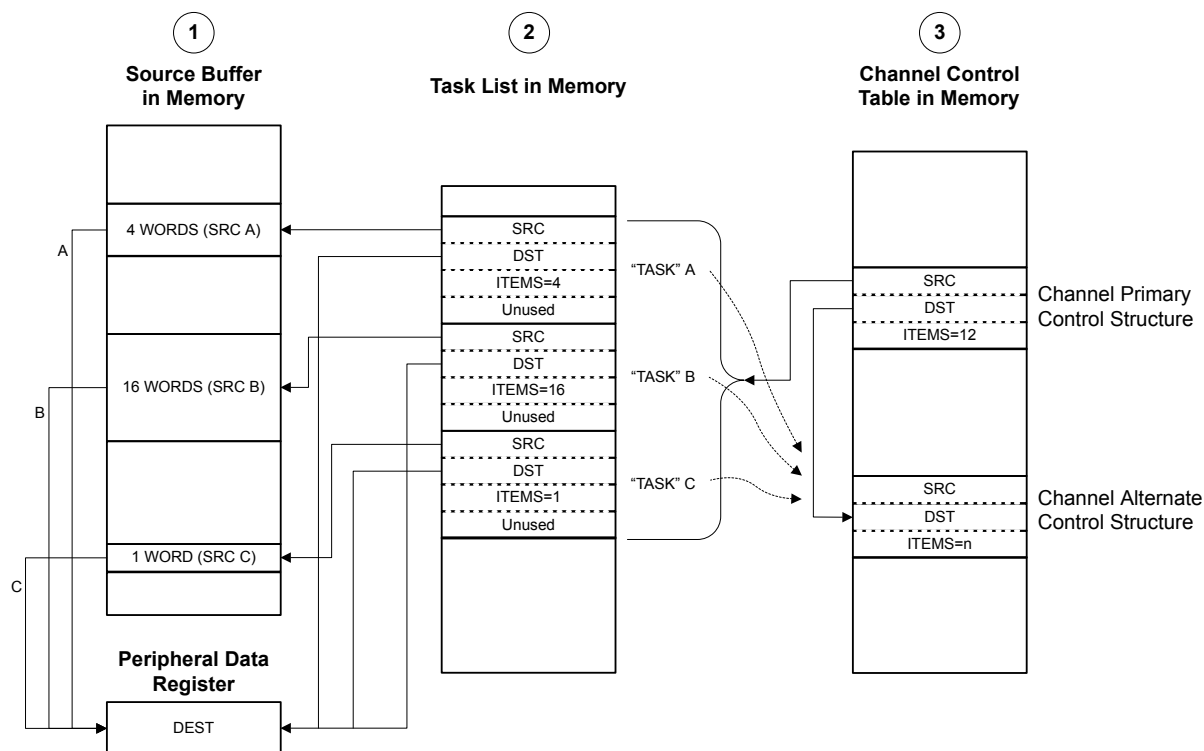 1
Source Buffer
in Memory
4 WORDS (SRC A)
16 WORDS (SRC B)
1 WORD (SRC C)
A
B
C
Peripheral Data
Register
DEST
2
Task List in Memory
SRC
DST
ITEMS=4
Unused
SRC
DST
ITEMS=16
Unused
SRC
DST
ITEMS=1
Unused
“TASK” A
“TASK” B
“TASK” C
3
Channel Control
Table in Memory
SRC
DST
ITEMS=12
Channel Primary
Control Structure
SRC
DST
ITEMS=n
Channel Alternate
Control Structure